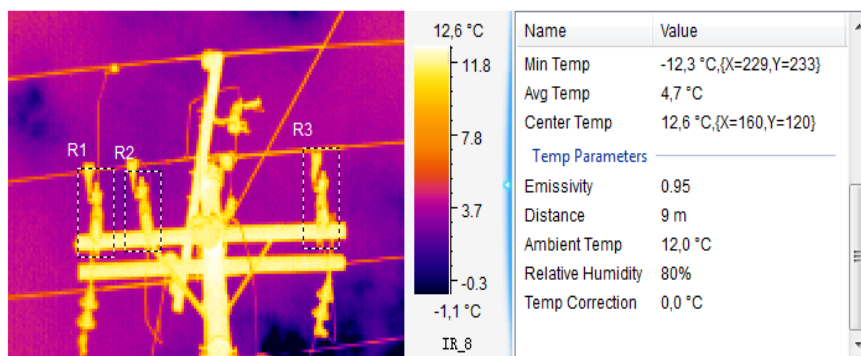 R1
R2
R3
12,6 °C
11.8
7.8
3.7
-0.3
-1,1 °C
IR_8
Name Value
Min Temp -12,3 °C,{X=229,Y=233}
Avg Temp 4,7 °C
Center Temp 12,6 °C,{X=160,Y=120}
Temp Parameters
Emissivity 0.95
Distance 9 m
Ambient Temp 12,0 °C
Relative Humidity 80%
Temp Correction 0,0 °C